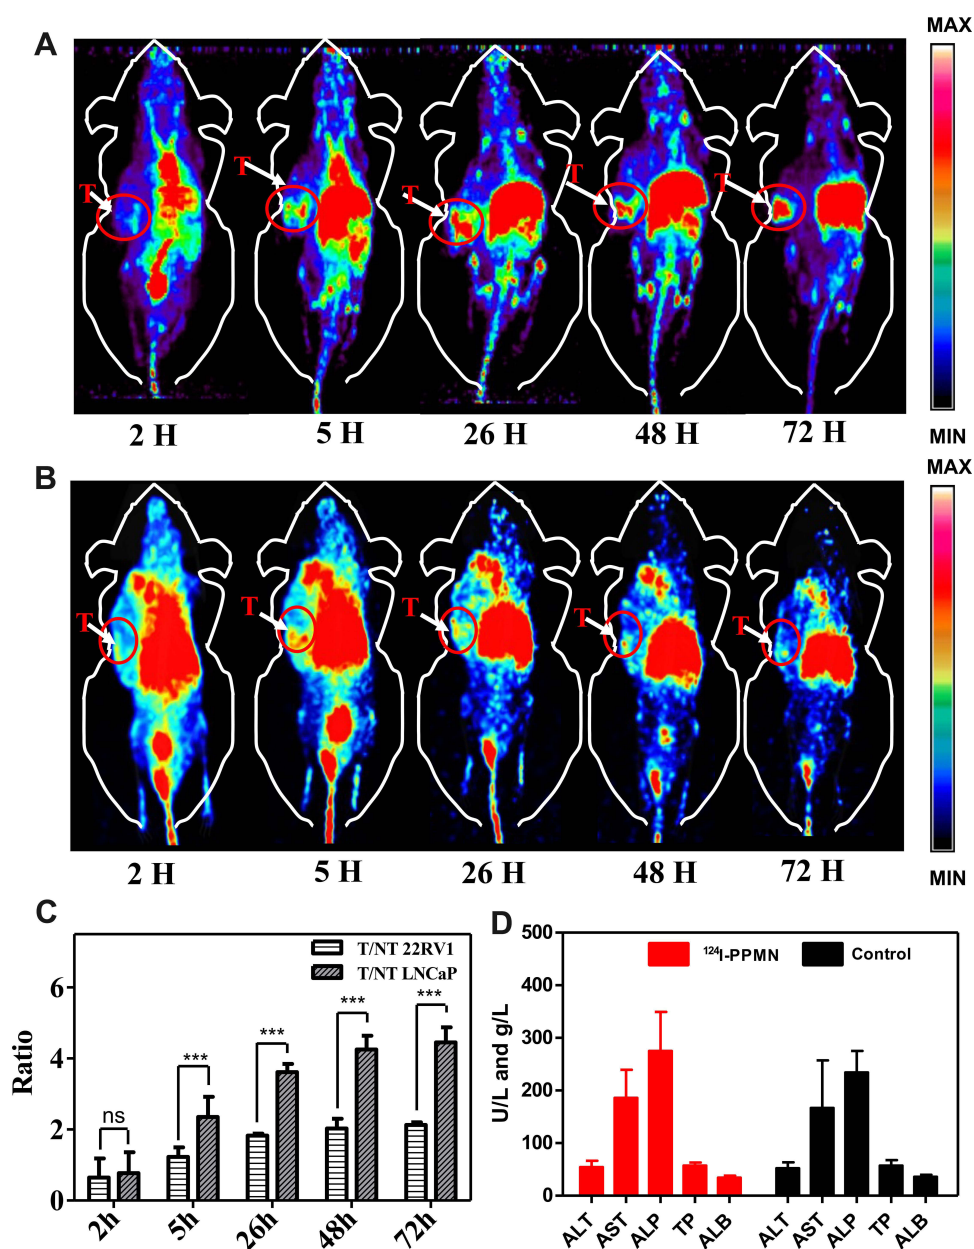 A
MAX
T
T
T
T
T
2 H
5 H
26 H
48 H
72 H
MIN
B
MAX
T
T
T
T
T
2 H
5 H
26 H
48 H
72 H
MIN
C
T/NT 22RV1
T/NT LNCaP
Ratio
6
4
2
0
ns
***
***
***
***
2h
5h
26h
48h
72h
D
¹²⁴I-PPMN
Control
U/L and g/L
500
400
300
200
100
0
ALT
AST
ALP
TP
ALB
ALT
AST
ALP
TP
ALB